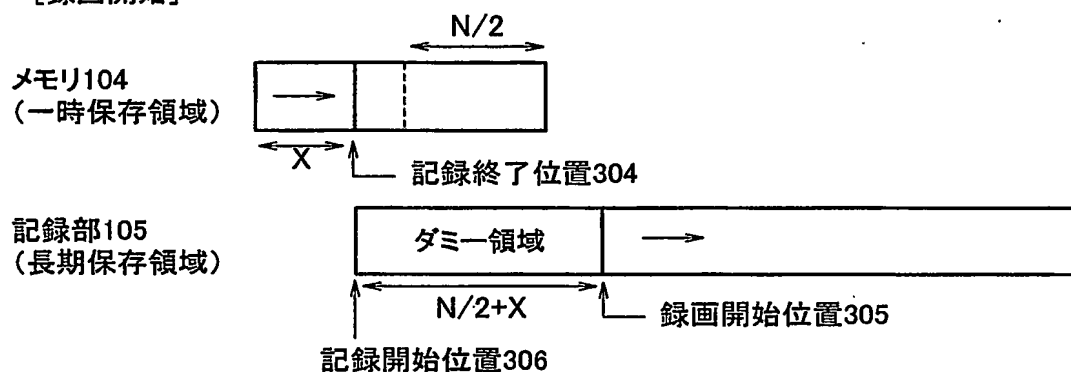 [録画開始]
N/2
メモリ104
(一時保存領域)
X
記録終了位置304
記録部105
(長期保存領域)
ダミー領域
N/2+X
録画開始位置305
記録開始位置306